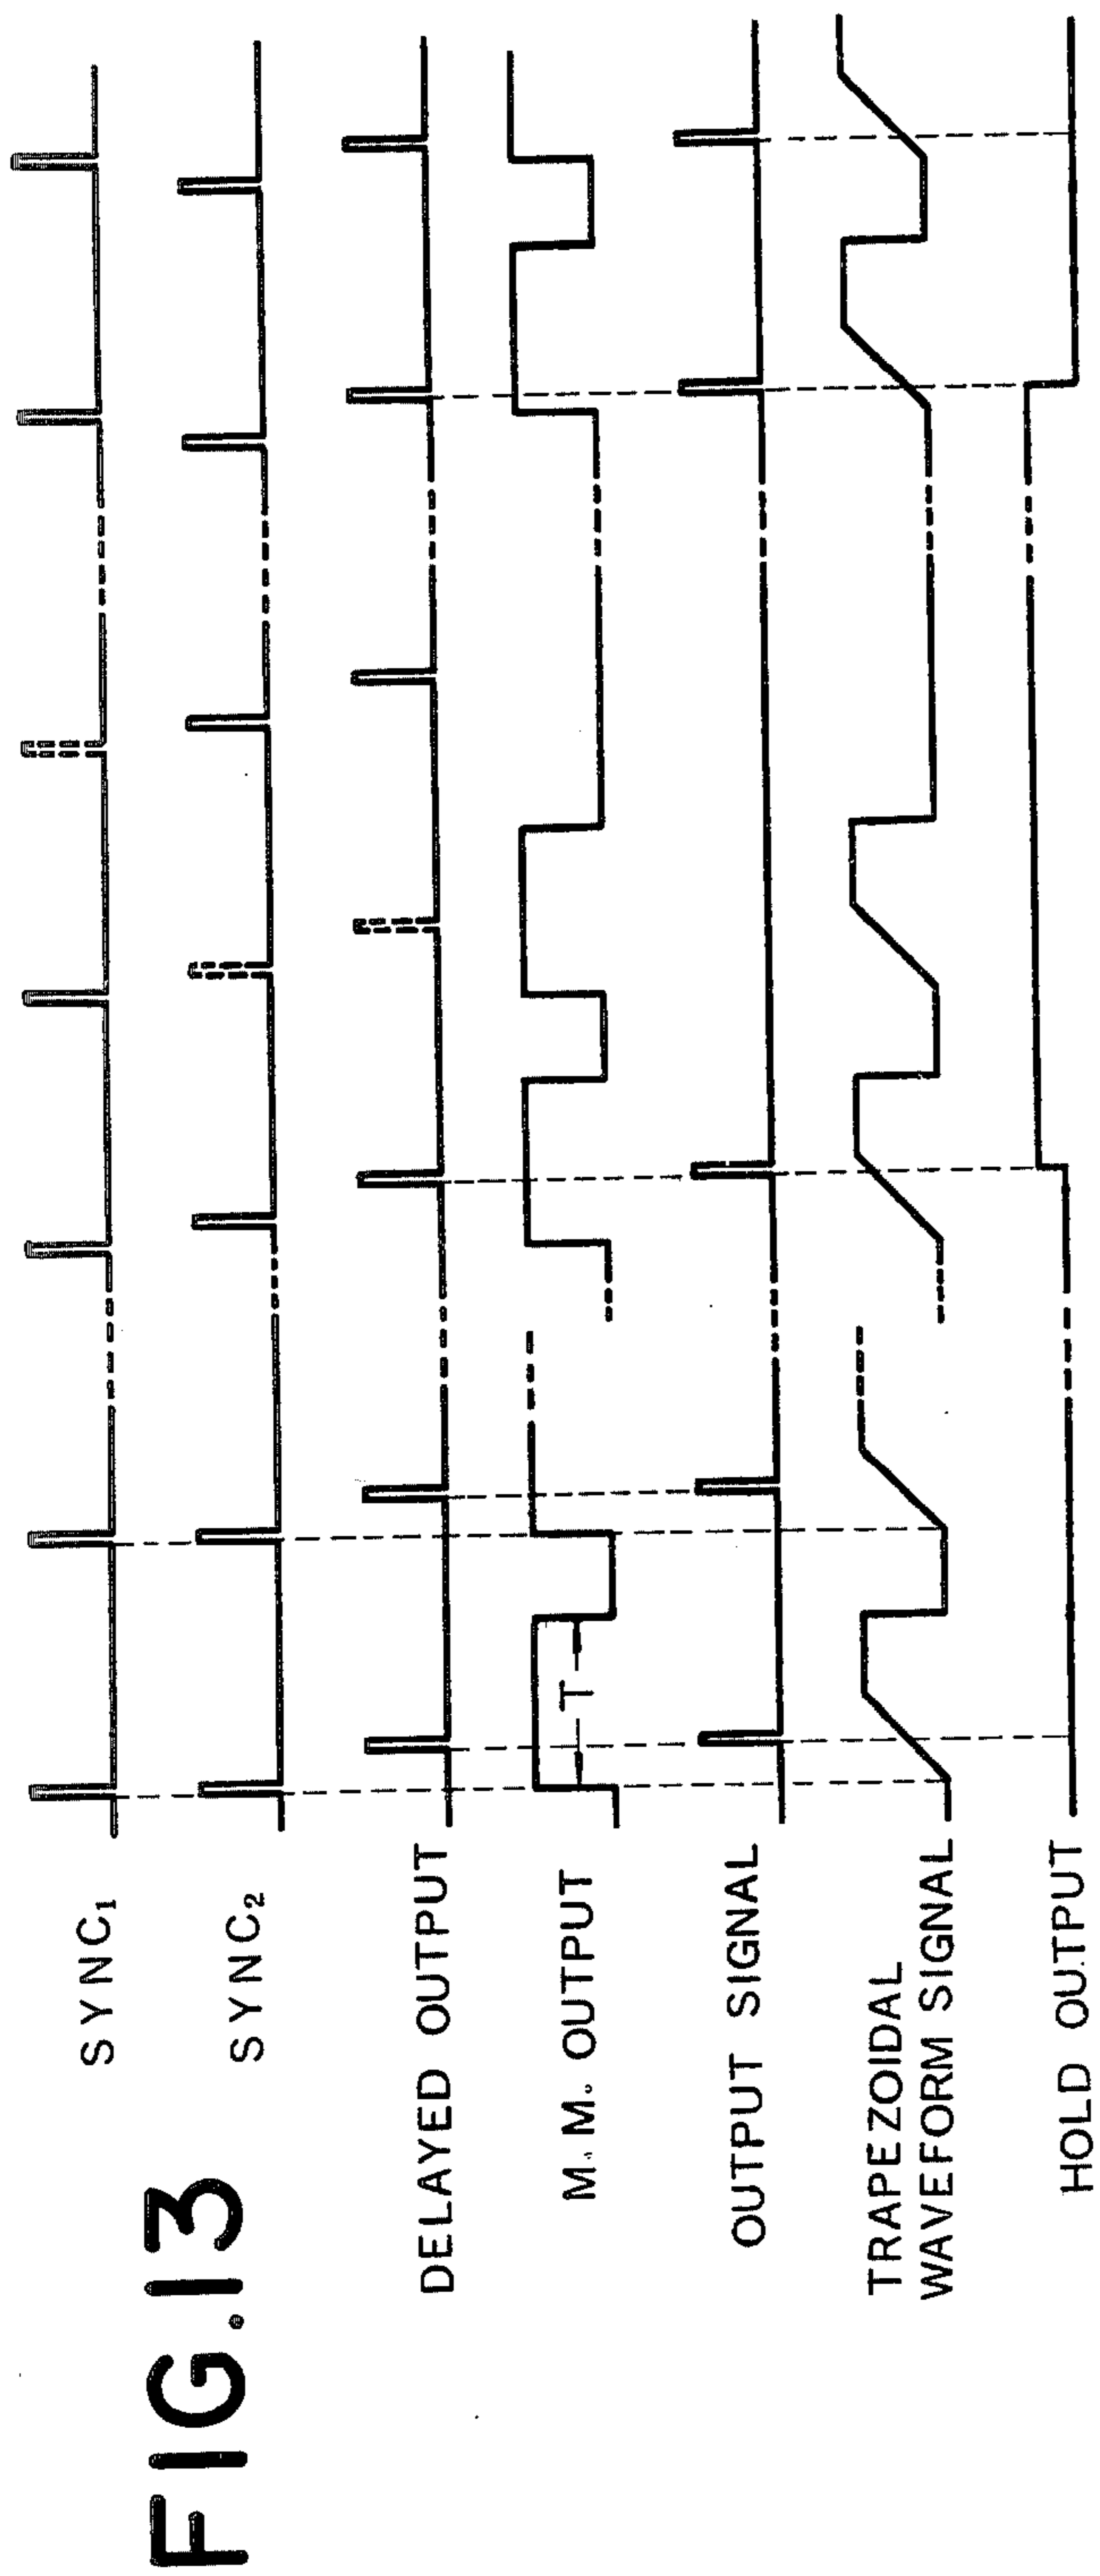 FIG.13
SYNC₁
SYNC₂
DELAYED OUTPUT
M.M. OUTPUT
T
OUTPUT SIGNAL
TRAPEZOIDAL
WAVEFORM SIGNAL
HOLD OUTPUT